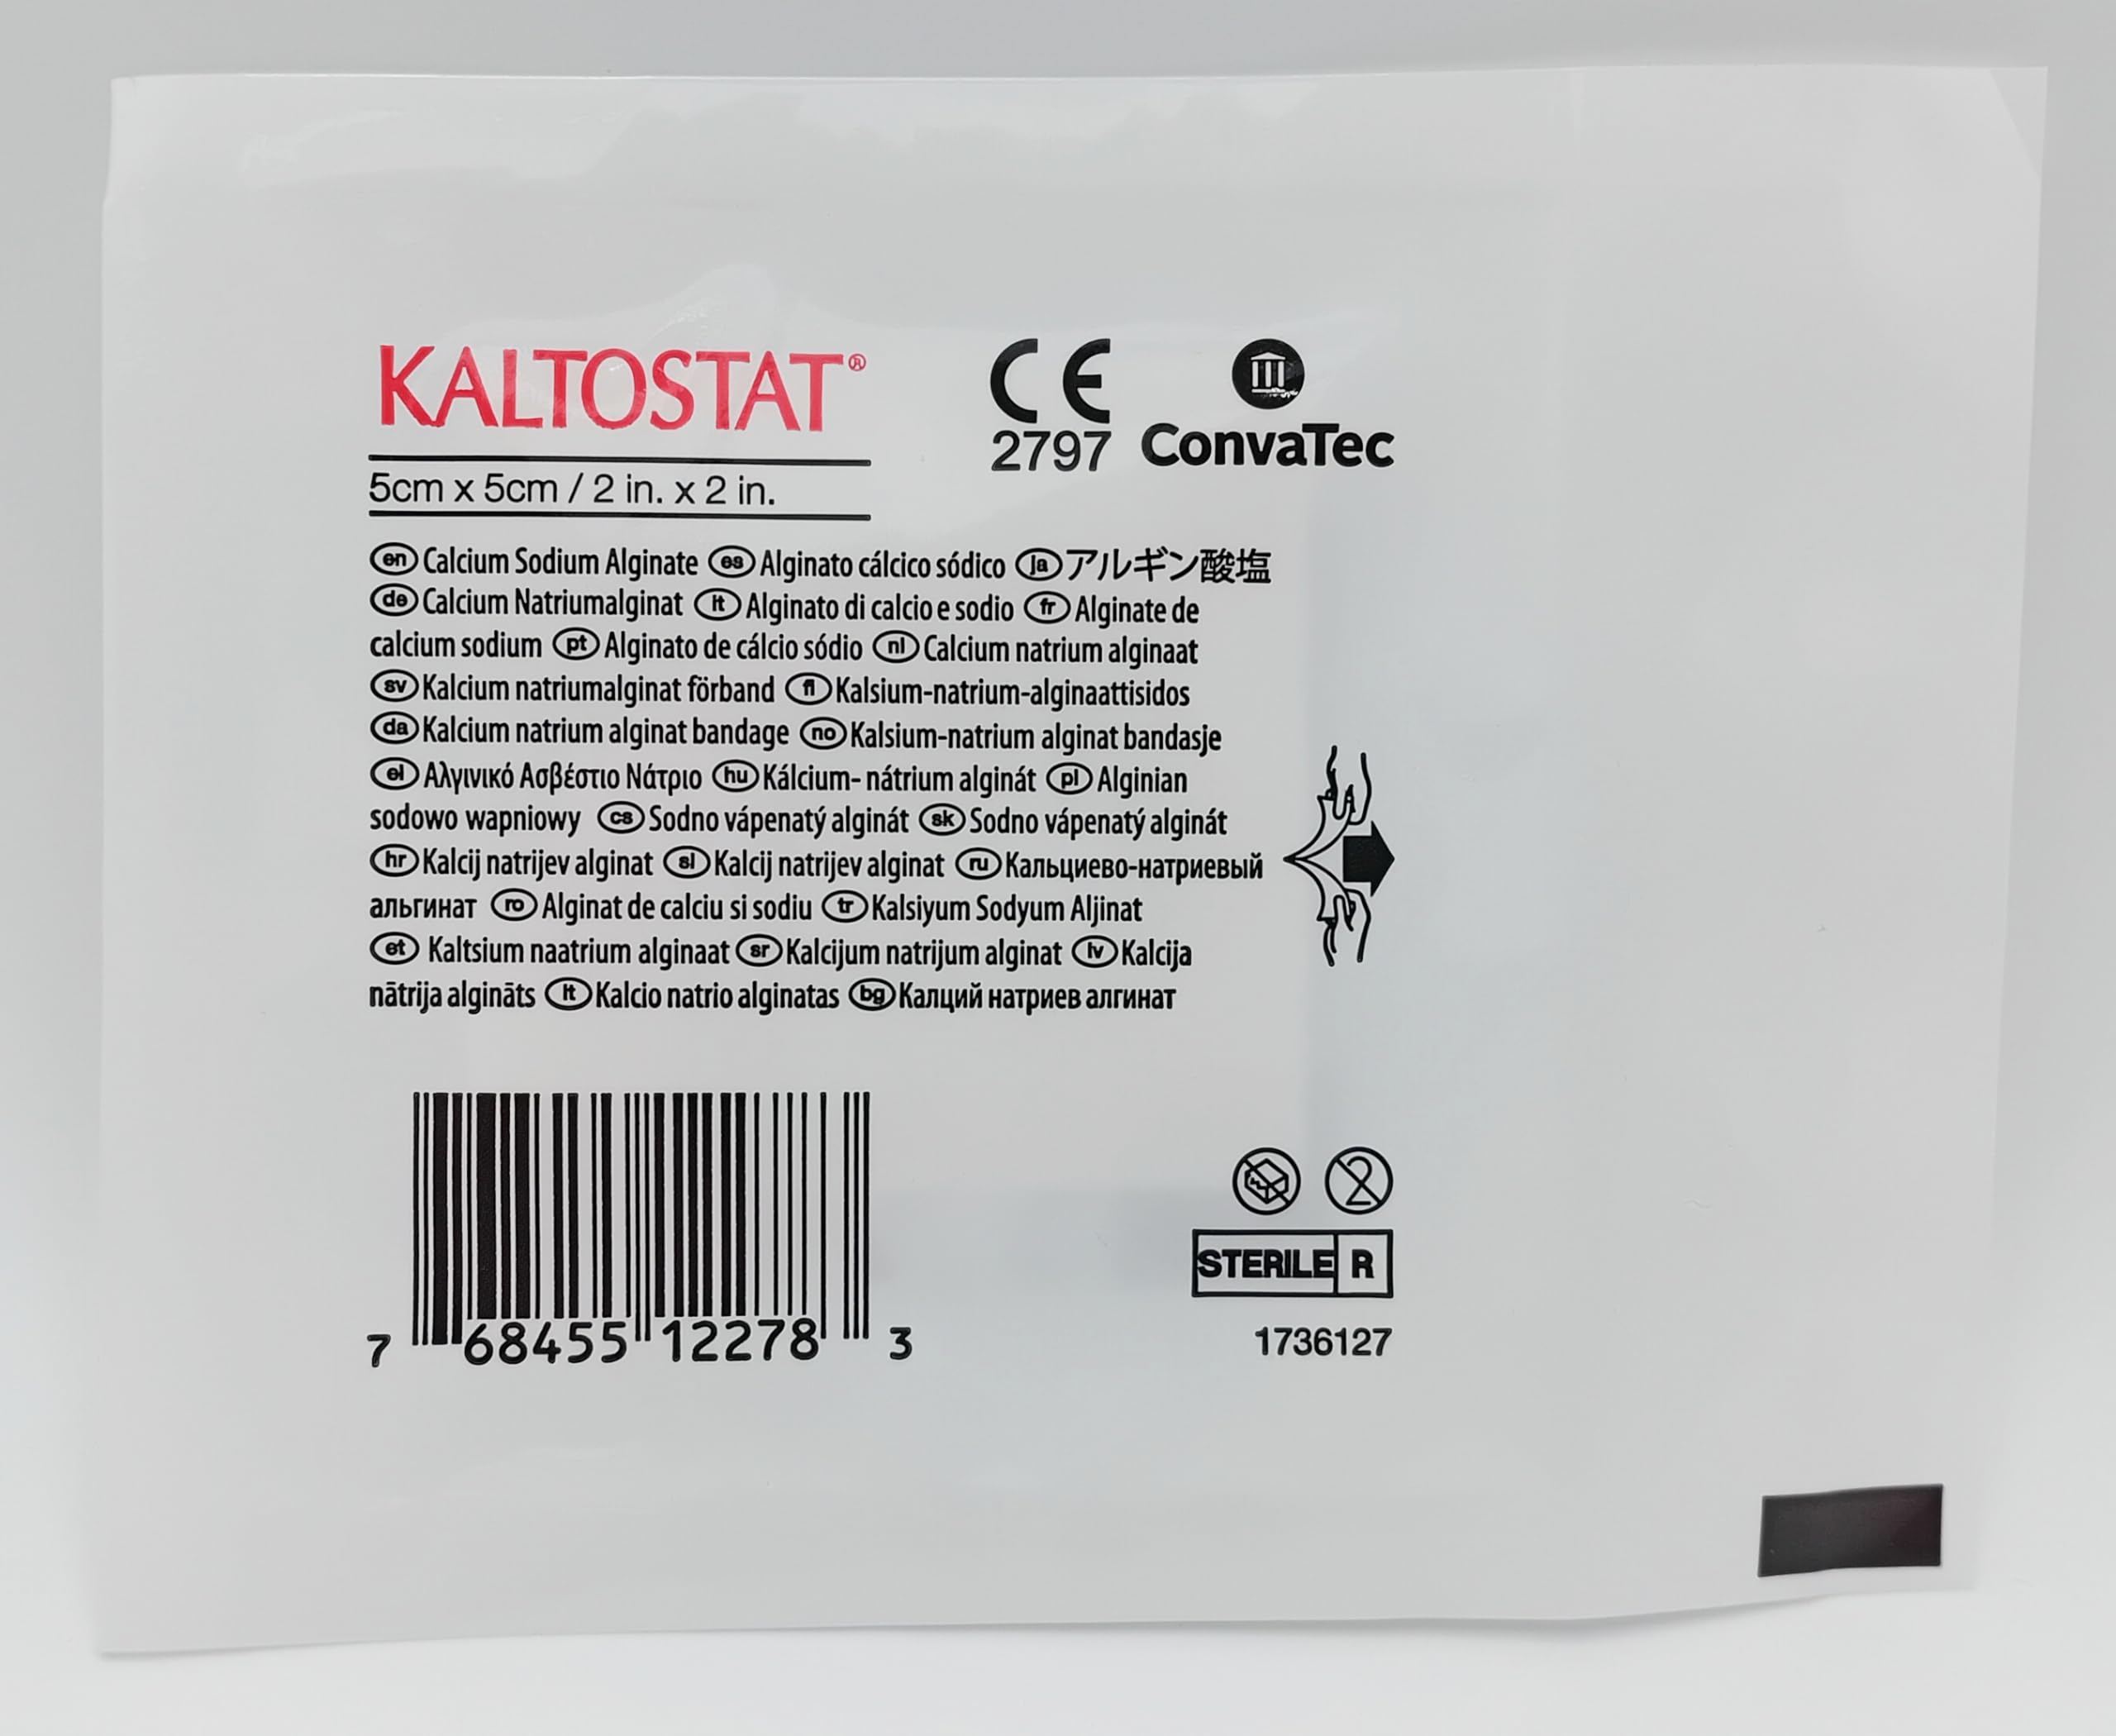 KALTOSTAT®
CE
2797
ConvaTec
5cm x 5cm / 2 in. x 2 in.
en Calcium Sodium Alginate es Alginato cálcico sódico ja アルギン酸塩
de Calcium Natriumalginat it Alginato di calcio e sodio fr Alginate de
calcium sodium pt Alginato de cálcio sódio nl Calcium natrium alginaat
sv Kalcium natriumalginat förband fi Kalsium-natrium-alginaattisidos
da Kalcium natrium alginat bandage no Kalsium-natrium alginat bandasje
el Αλγινικό Ασβέστιο Νάτριο hu Kálcium- nátrium alginát pl Alginian
sodowo wapniowy cs Sodno vápenatý alginát sk Sodno vápenatý alginát
hr Kalcij natrijev alginat sl Kalcij natrijev alginat ru Кальциево-натриевый
альгинат ro Alginat de calciu si sodiu tr Kalsiyum Sodyum Aljinat
et Kaltsium naatrium alginaat sr Kalcijum natrijum alginat lv Kalcija
nātrija algināts lt Kalcio natrio alginatas bg Калций натриев алгинат
7 68455 12278 3
2
STERILE R
1736127